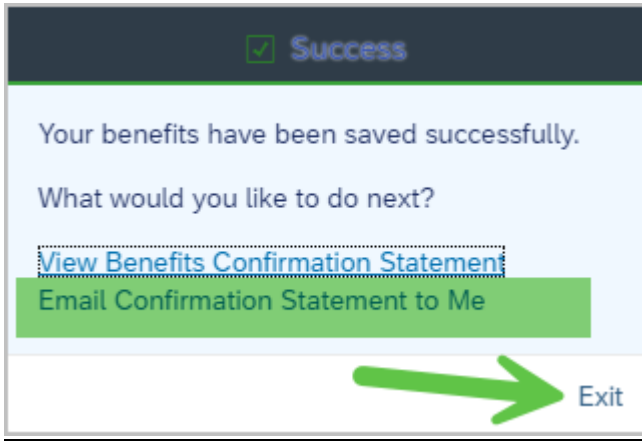 Success
Your benefits have been saved successfully.
What would you like to do next?
View Benefits Confirmation Statement
Email Confirmation Statement to Me
Exit